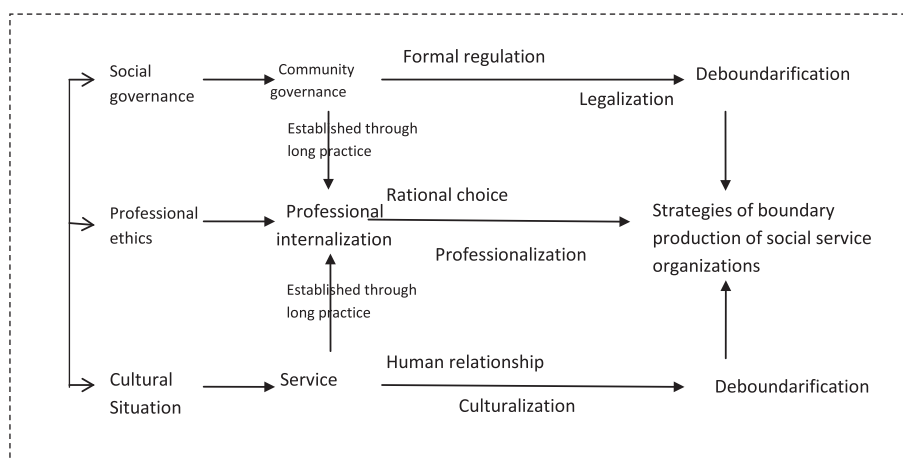 Social
governance
Community
governance
Formal regulation
Legalization
Deboundarification
Established through
long practice
Professional
ethics
Professional
internalization
Rational choice
Professionalization
Strategies of boundary
production of social service
organizations
Established through
long practice
Cultural
Situation
Service
Human relationship
Culturalization
Deboundarification